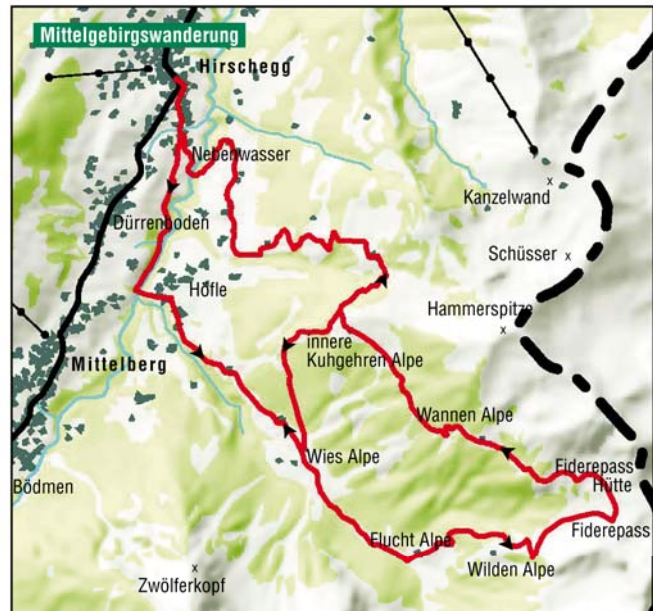 Mittelgebirgswanderung
Hirschegg
Nebenwasser
Kanzelwand
Dürrenboden
Schüsser
Höfle
Hammerspitze
innere
Kuhgehren Alpe
Mittelberg
Wannen Alpe
Wies Alpe
Fiderepass
Hütte
Bödmen
Fiderepass
Flucht Alpe
Wilden Alpe
Zwölferkopf